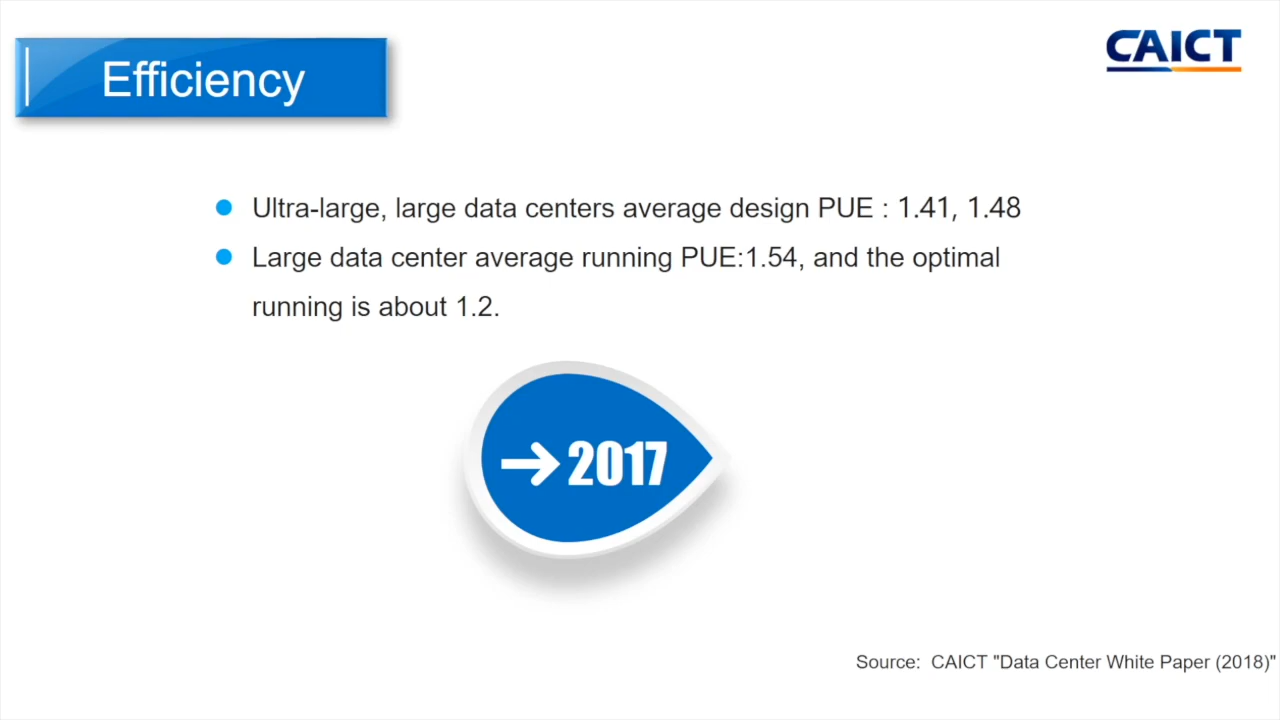 Efficiency
CAICT
Ultra-large, large data centers average design PUE : 1.41, 1.48
Large data center average running PUE:1.54, and the optimal
running is about 1.2.
2017
Source: CAICT "Data Center White Paper (2018)"